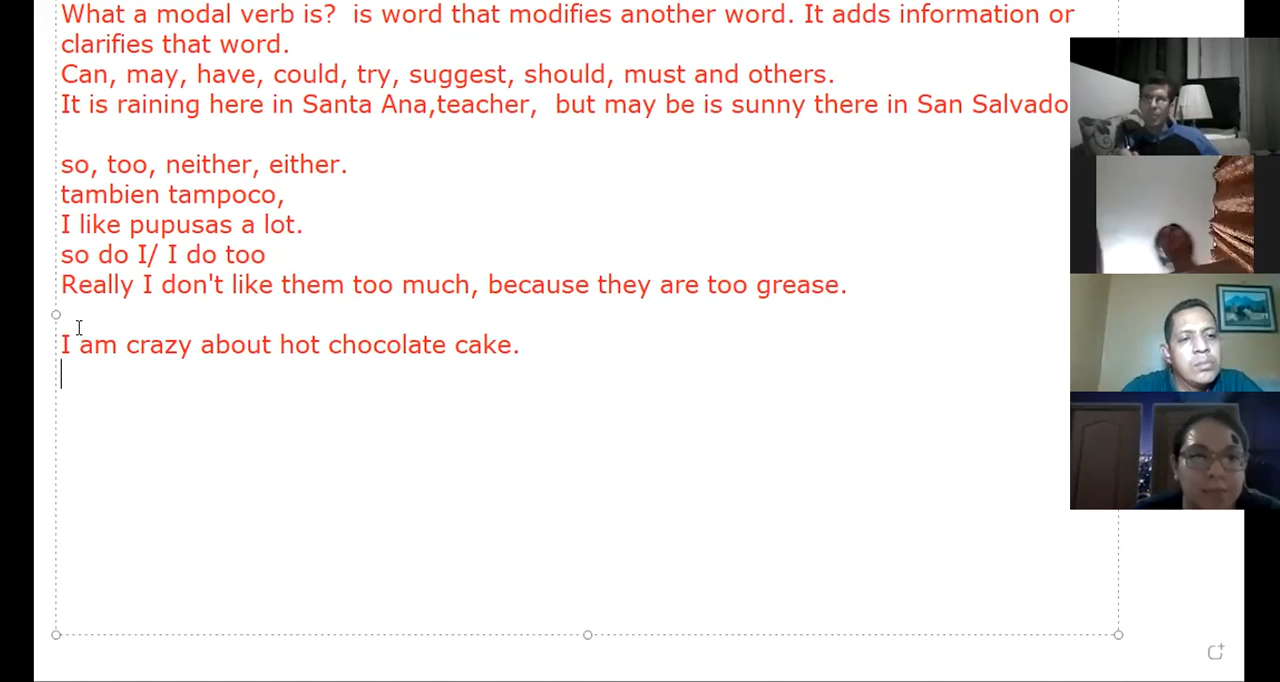 What a modal verb is?  is word that modifies another word. It adds information or
clarifies that word.
Can, may, have, could, try, suggest, should, must and others.
It is raining here in Santa Ana,teacher,  but may be is sunny there in San Salvado
so, too, neither, either.
tambien tampoco,
I like pupusas a lot.
so do I/ I do too
Really I don't like them too much, because they are too grease.
I am crazy about hot chocolate cake.